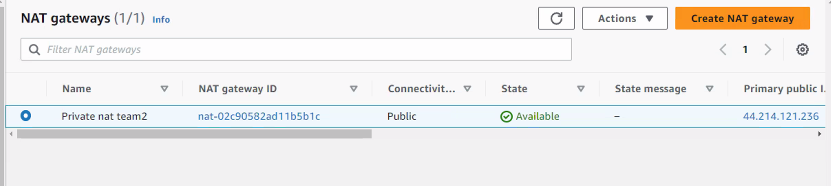 NAT gateways (1/1) Info
Actions
Create NAT gateway
Filter NAT gateways
1
Name NAT gateway ID Connectivit... State State message Primary public I...
Private nat team2 nat-02c90582ad11b5b1c Public Available – 44.214.121.236